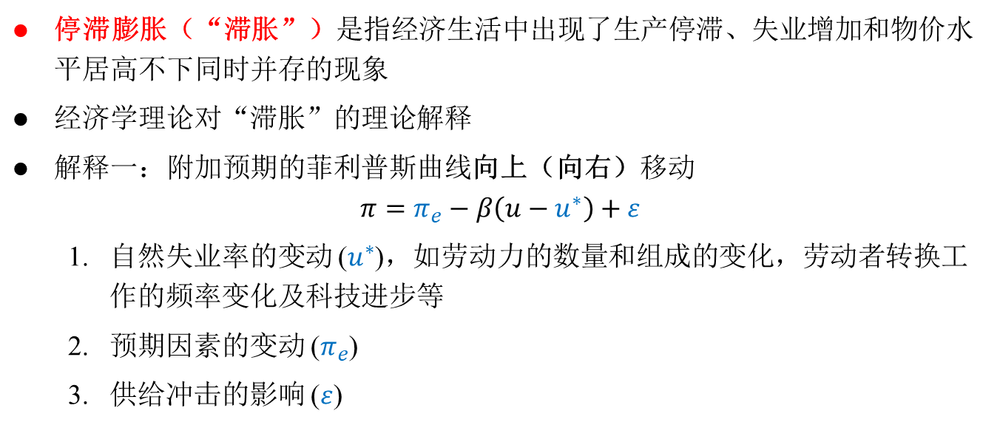 ● 停滞膨胀（“滞胀”）是指经济生活中出现了生产停滞、失业增加和物价水
平居高不下同时并存的现象
● 经济学理论对“滞胀”的理论解释
● 解释一：附加预期的菲利普斯曲线向上（向右）移动
π = πₑ − β(u − u*) + ε
1. 自然失业率的变动(u*)，如劳动力的数量和组成的变化，劳动者转换工
作的频率变化及科技进步等
2. 预期因素的变动(πₑ)
3. 供给冲击的影响(ε)